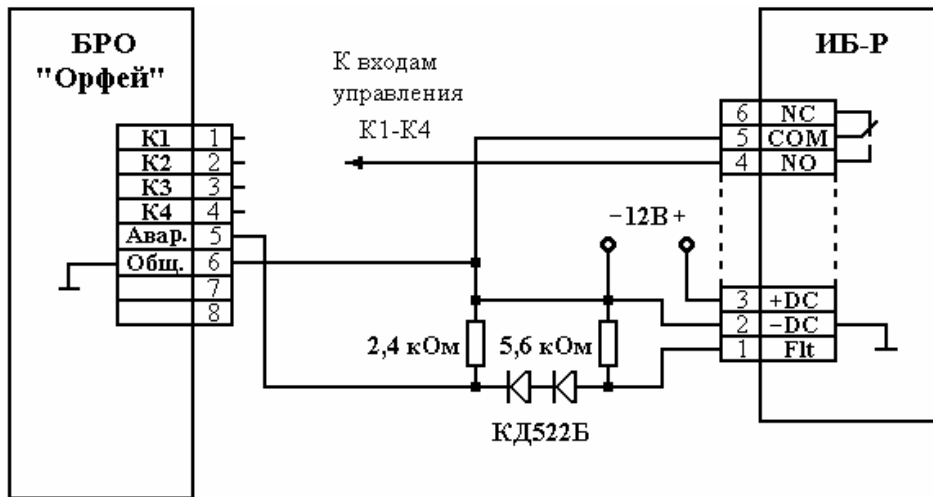 БРО
"Орфей"
К1 1
К2 2
К3 3
К4 4
Авар. 5
Общ. 6
7
8
К входам
управления
К1-К4
ИБ-Р
6 NC
5 COM
4 NO
−12В +
3 +DC
2 −DC
1 Flt
2,4 кОм
5,6 кОм
КД522Б